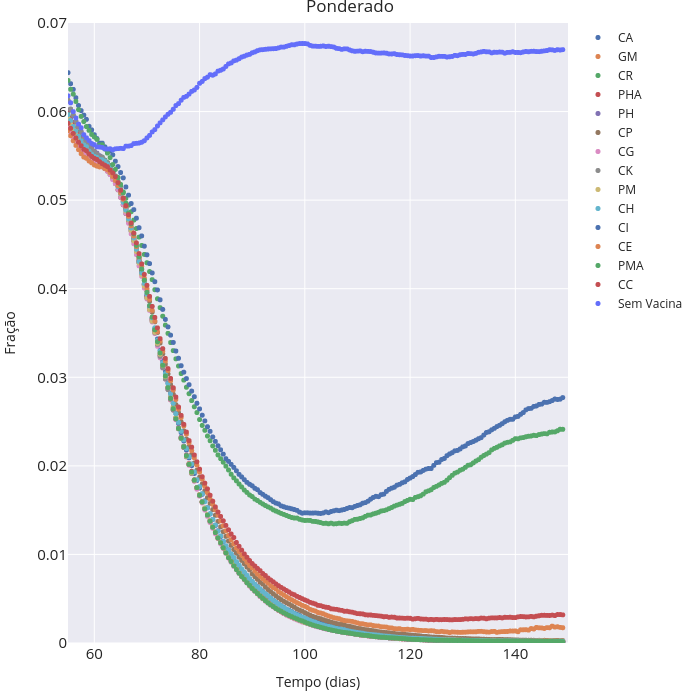 Ponderado
0.07
0.06
0.05
0.04
0.03
0.02
0.01
0
Fração
60
80
100
120
140
Tempo (dias)
CA
GM
CR
PHA
PH
CP
CG
CK
PM
CH
CI
CE
PMA
CC
Sem Vacina